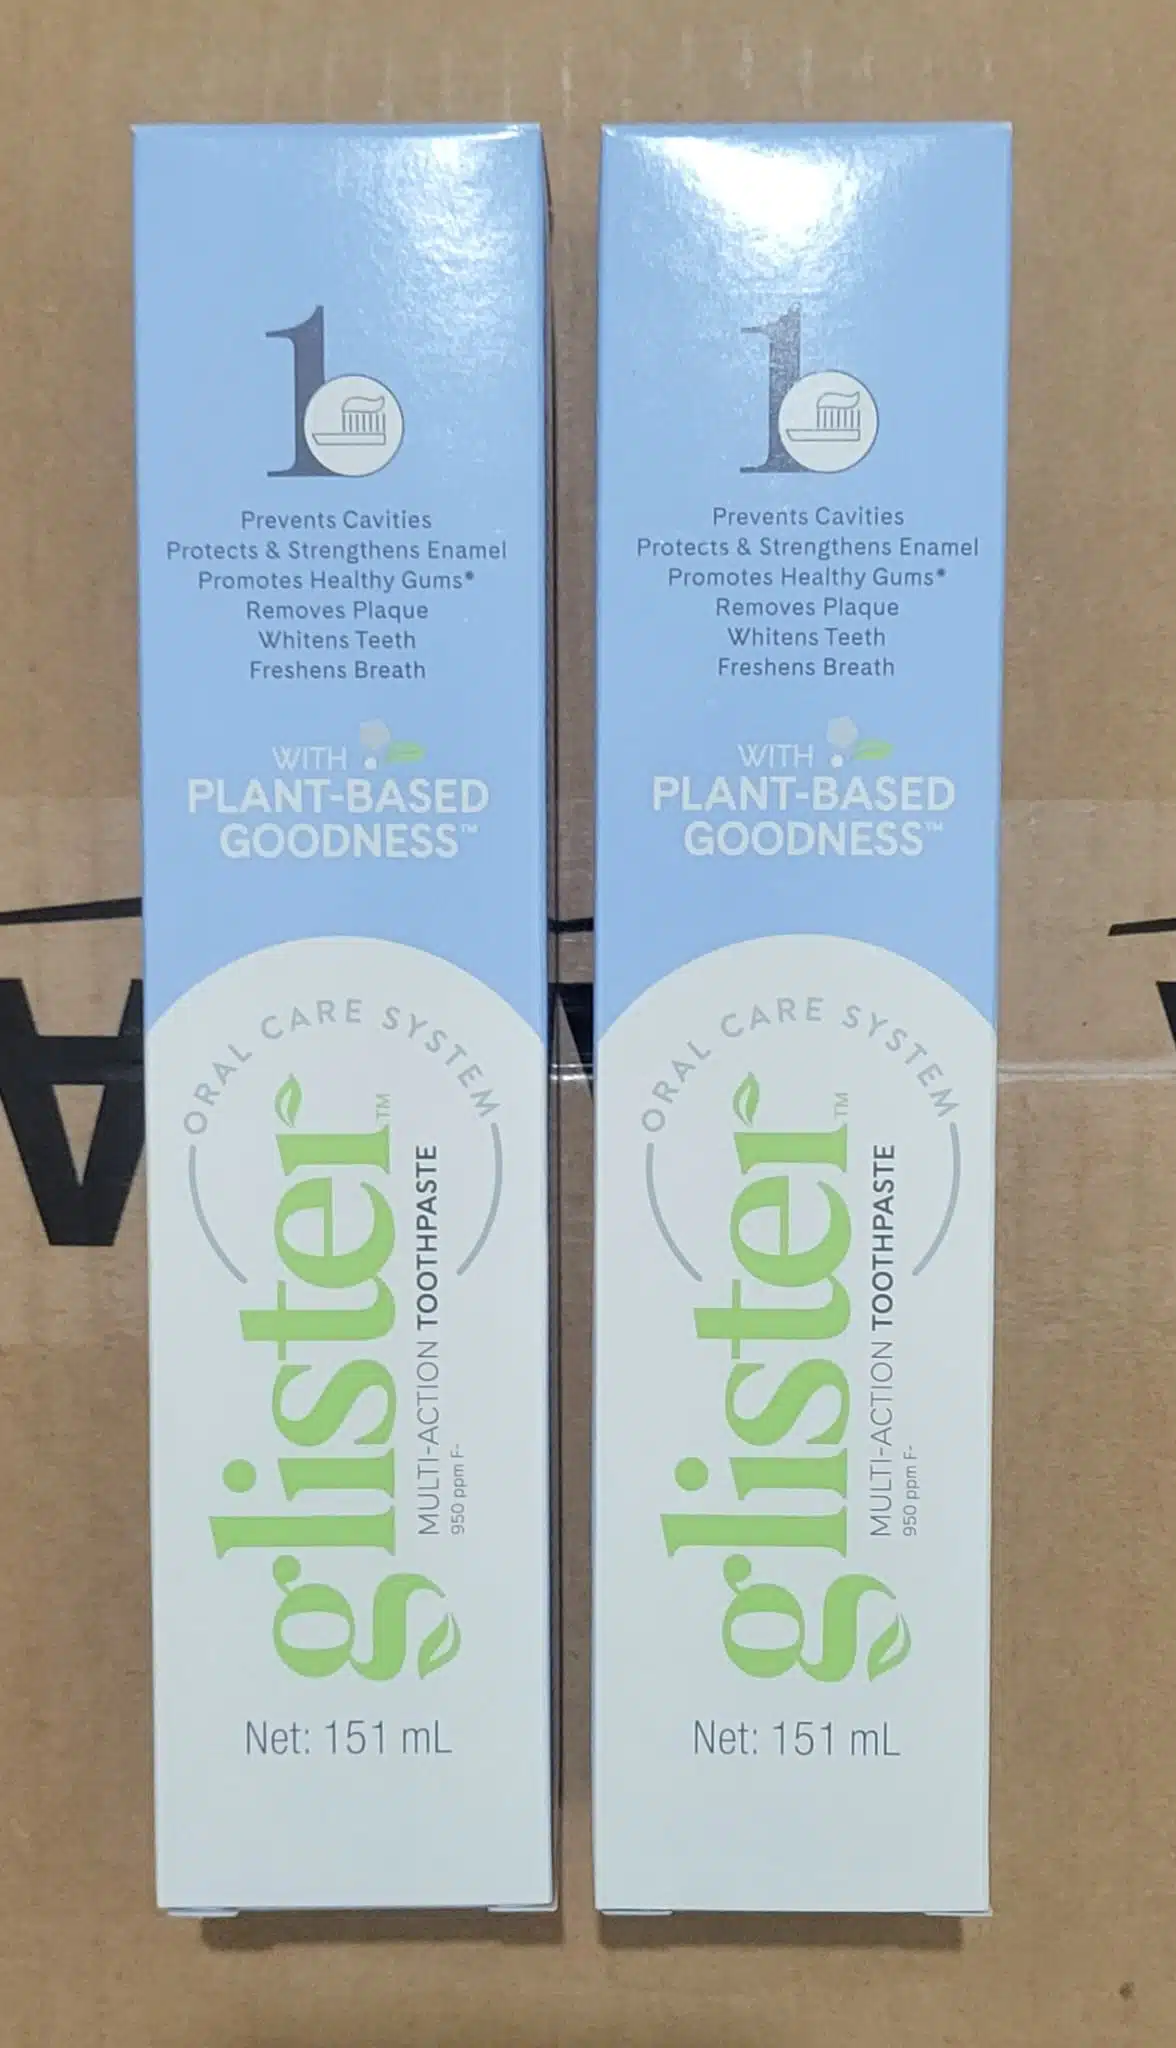 1
Prevents Cavities
Protects & Strengthens Enamel
Promotes Healthy Gums*
Removes Plaque
Whitens Teeth
Freshens Breath
WITH
PLANT-BASED
GOODNESS™
ORAL CARE SYSTEM
glister™
MULTI-ACTION TOOTHPASTE
950 ppm F-
Net: 151 mL
1
Prevents Cavities
Protects & Strengthens Enamel
Promotes Healthy Gums*
Removes Plaque
Whitens Teeth
Freshens Breath
WITH
PLANT-BASED
GOODNESS™
ORAL CARE SYSTEM
glister™
MULTI-ACTION TOOTHPASTE
950 ppm F-
Net: 151 mL